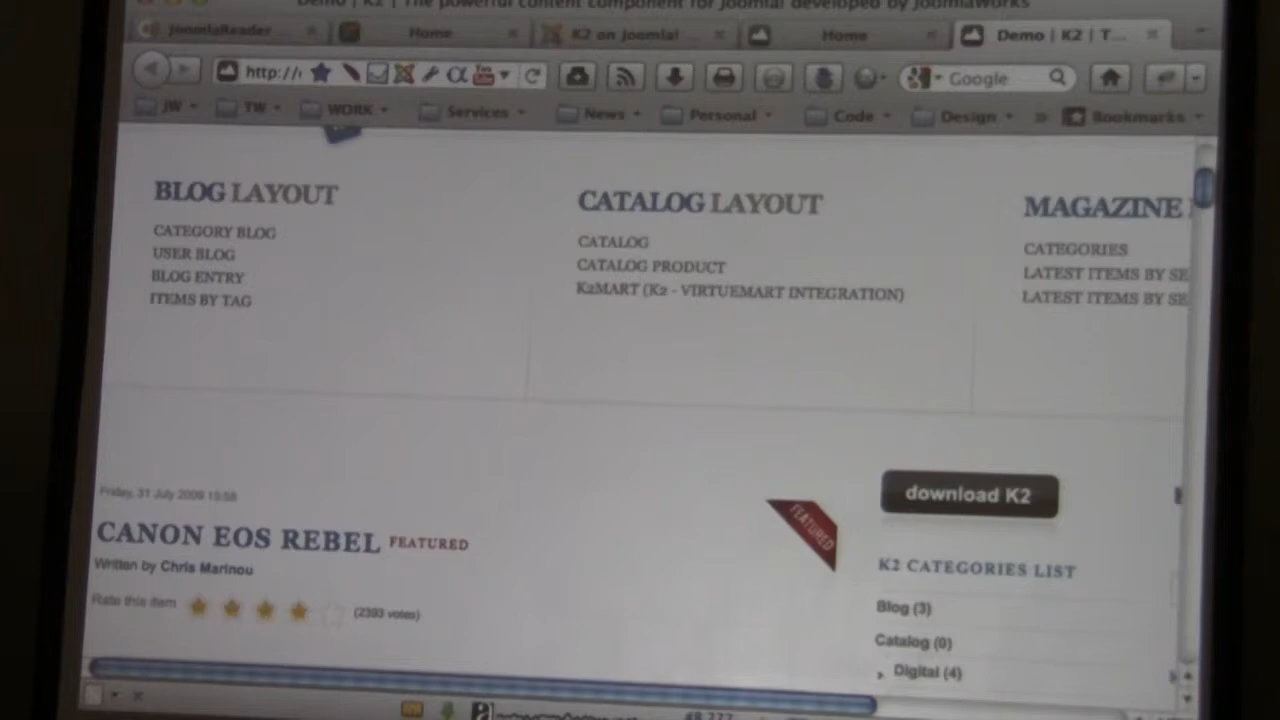 Demo | K2 | The powerful content component for Joomla! developed by JoomlaWorks
JoomlaReader Home K2 on Joomla! Home Demo | K2 | T...
http:// Google
JW TW WORK Services News Personal Code Design » Bookmarks
BLOG LAYOUT CATALOG LAYOUT MAGAZINE
CATEGORY BLOG CATALOG CATEGORIES
USER BLOG CATALOG PRODUCT LATEST ITEMS BY SE
BLOG ENTRY K2MART (K2 - VIRTUEMART INTEGRATION) LATEST ITEMS BY SE
ITEMS BY TAG
Friday, 31 July 2009 15:58
FEATURED
download K2
CANON EOS REBEL FEATURED
Written by Chris Marinou
K2 CATEGORIES LIST
Rate this item (2393 votes)
Blog (3)
Catalog (0)
Digital (4)